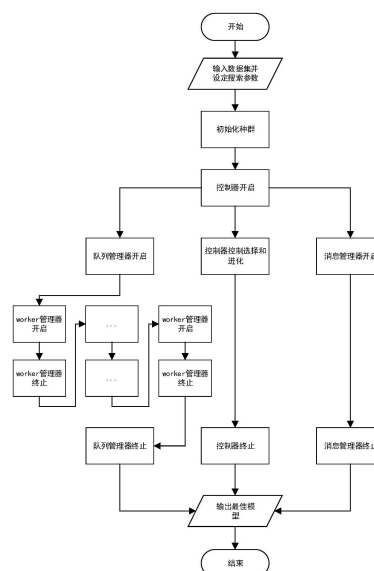 开始
输入数据集并
设定搜索参数
初始化种群
控制器开启
队列管理器开启
控制器控制选择和
进化
消息管理器开启
worker管理器
开启
...
worker管理器
开启
worker管理器
终止
...
worker管理器
终止
队列管理器终止
控制器终止
消息管理器终止
输出最佳模
型
结束